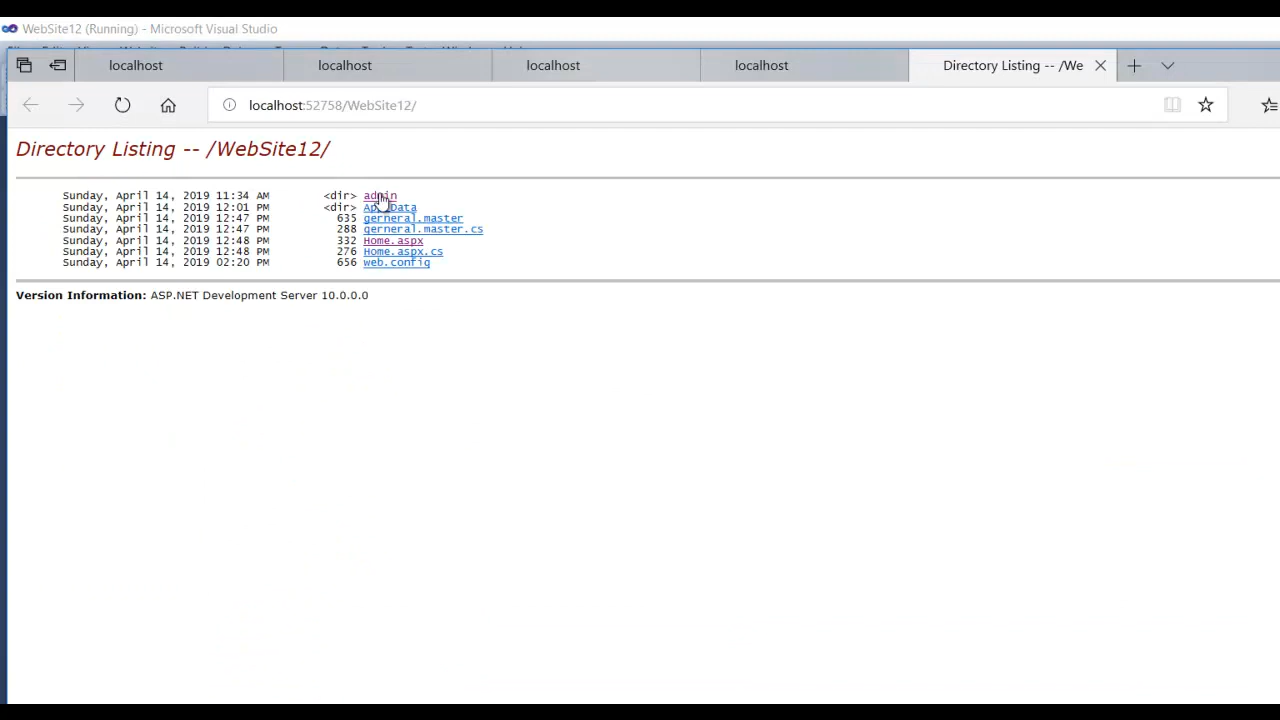 WebSite12 (Running) - Microsoft Visual Studio
localhost localhost localhost localhost Directory Listing -- /We
localhost:52758/WebSite12/
Directory Listing -- /WebSite12/
Sunday, April 14, 2019 11:34 AM <dir> admin
Sunday, April 14, 2019 12:01 PM <dir> App_Data
Sunday, April 14, 2019 12:47 PM 635 gerneral.master
Sunday, April 14, 2019 12:47 PM 288 gerneral.master.cs
Sunday, April 14, 2019 12:48 PM 332 Home.aspx
Sunday, April 14, 2019 12:48 PM 276 Home.aspx.cs
Sunday, April 14, 2019 02:20 PM 656 web.config
Version Information: ASP.NET Development Server 10.0.0.0